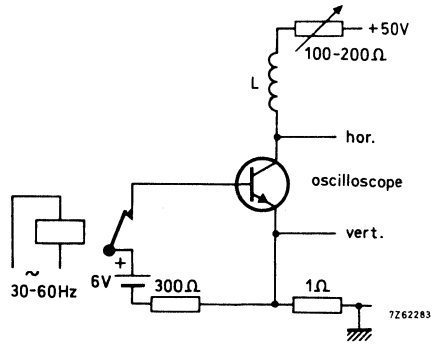 +50V
100-200Ω
L
hor.
oscilloscope
vert.
+
~
30-60Hz
6V
300Ω
1Ω
7Z62283